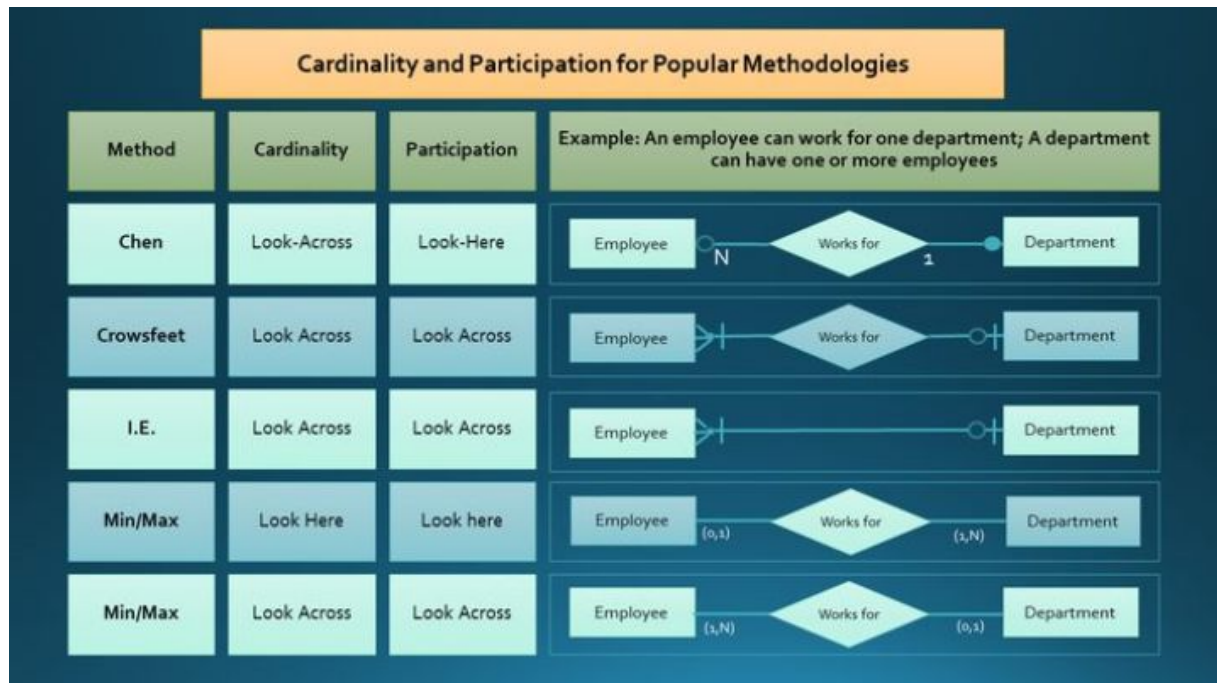 Cardinality and Participation for Popular Methodologies
Method
Cardinality
Participation
Example: An employee can work for one department; A department
can have one or more employees
Chen
Look-Across
Look-Here
Employee
N
Works for
1
Department
Crowsfeet
Look Across
Look Across
Employee
Works for
Department
I.E.
Look Across
Look Across
Employee
Department
Min/Max
Look Here
Look here
Employee
(0,1)
Works for
(1,N)
Department
Min/Max
Look Across
Look Across
Employee
(1,N)
Works for
(0,1)
Department